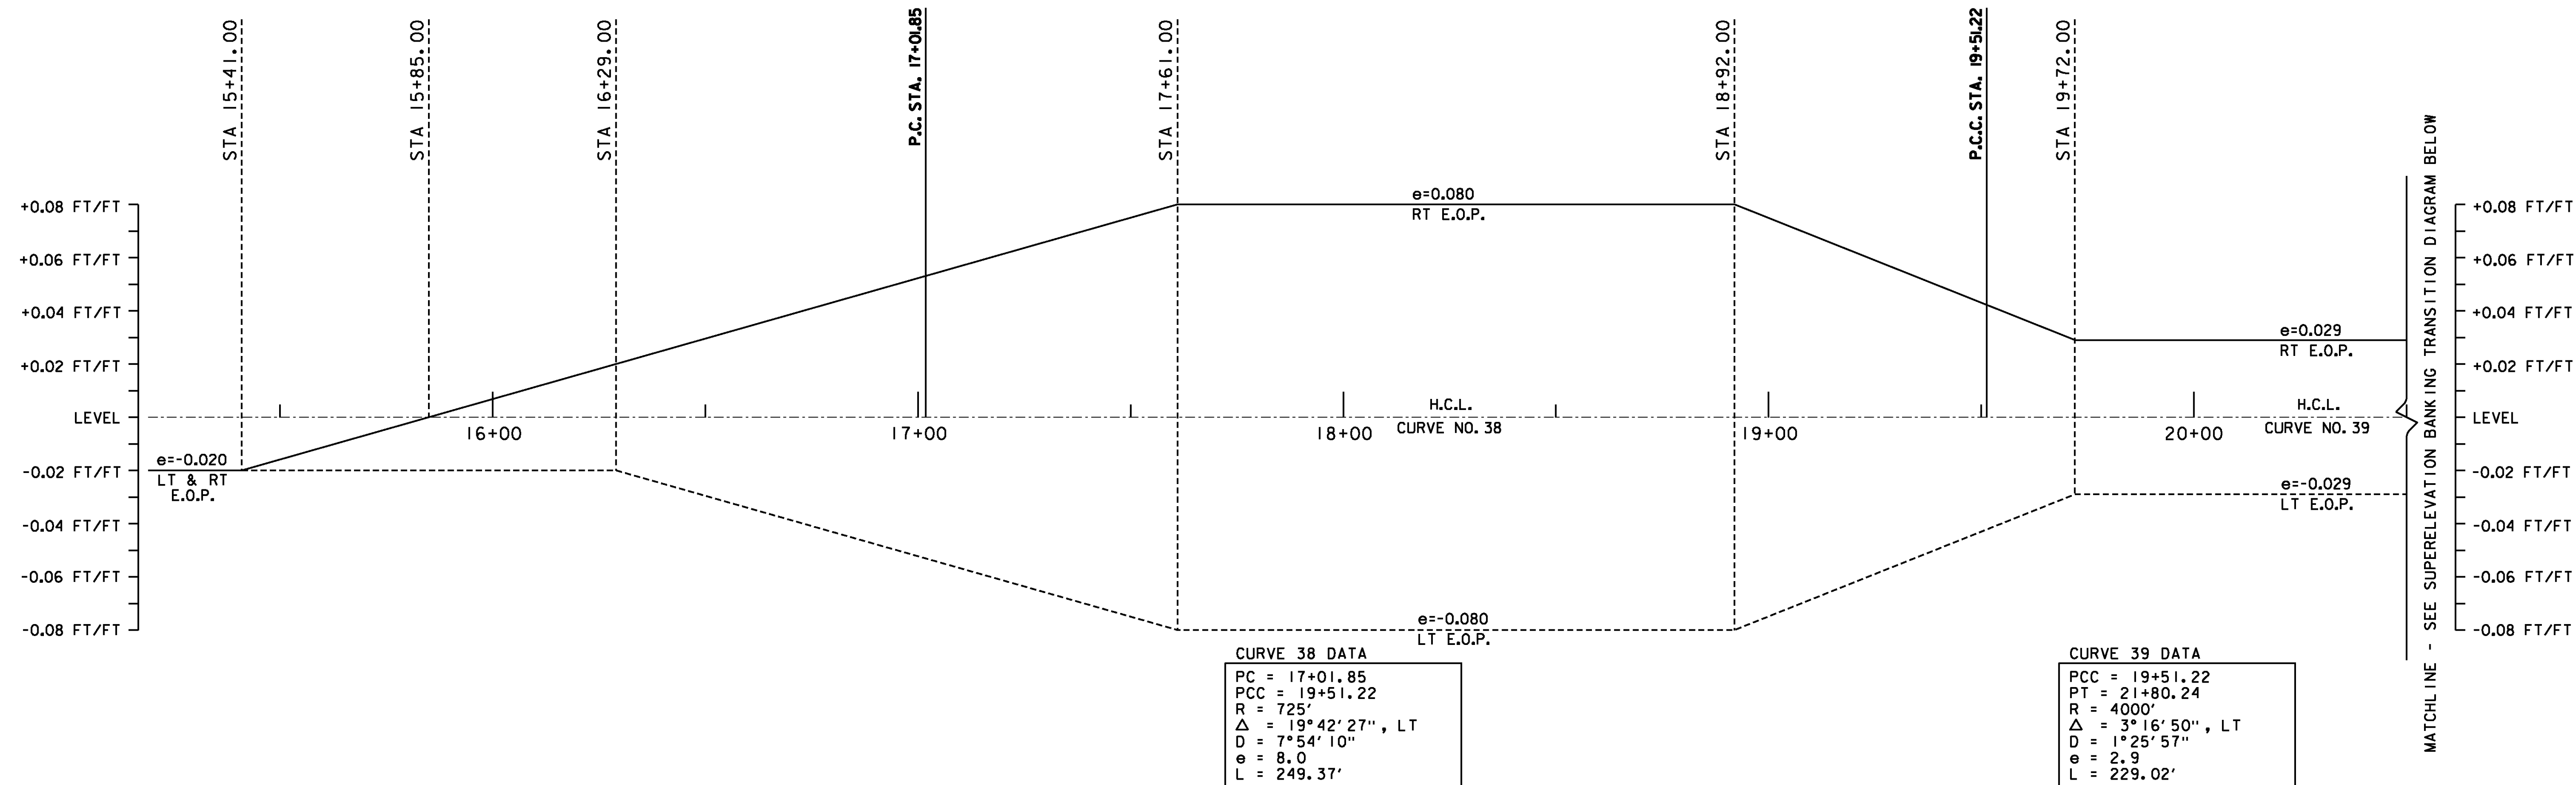 STA 15+41.00
STA 15+85.00
STA 16+29.00
P.C. STA. 17+01.85
STA 17+61.00
STA 18+92.00
P.C.C. STA. 19+51.22
STA 19+72.00
+0.08 FT/FT
+0.06 FT/FT
+0.04 FT/FT
+0.02 FT/FT
LEVEL
-0.02 FT/FT
-0.04 FT/FT
-0.06 FT/FT
-0.08 FT/FT
e=-0.020
LT & RT
E.O.P.
e=0.080
RT E.O.P.
e=0.029
RT E.O.P.
16+00
17+00
18+00
H.C.L.
CURVE NO. 38
19+00
20+00
H.C.L.
CURVE NO. 39
e=-0.080
LT E.O.P.
e=-0.029
LT E.O.P.
MATCHLINE - SEE SUPERELEVATION BANKING TRANSITION DIAGRAM BELOW
+0.08 FT/FT
+0.06 FT/FT
+0.04 FT/FT
+0.02 FT/FT
LEVEL
-0.02 FT/FT
-0.04 FT/FT
-0.06 FT/FT
-0.08 FT/FT
CURVE 38 DATA
PC = 17+01.85
PCC = 19+51.22
R = 725'
Δ = 19°42'27", LT
D = 7°54'10"
e = 8.0
L = 249.37'
CURVE 39 DATA
PCC = 19+51.22
PT = 21+80.24
R = 4000'
Δ = 3°16'50", LT
D = 1°25'57"
e = 2.9
L = 229.02'